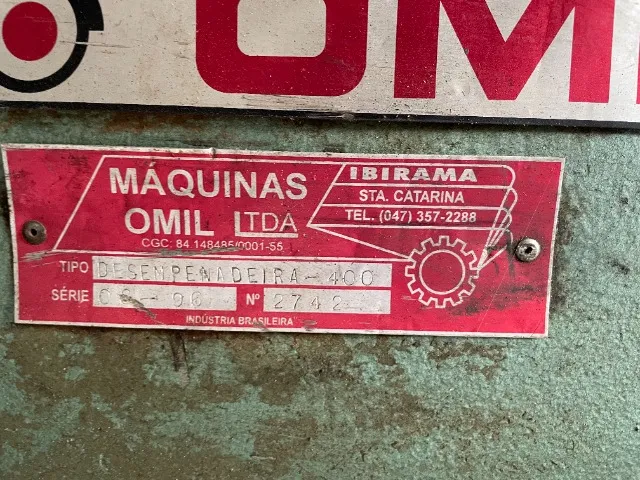 OMI
MÁQUINAS
OMIL LTDA
CGC: 84.148485/0001-55
IBIRAMA
STA. CATARINA
TEL. (047) 357-2288
TIPO DESEMPENADEIRA-400
SÉRIE 06 Nº 2742
INDÚSTRIA BRASILEIRA